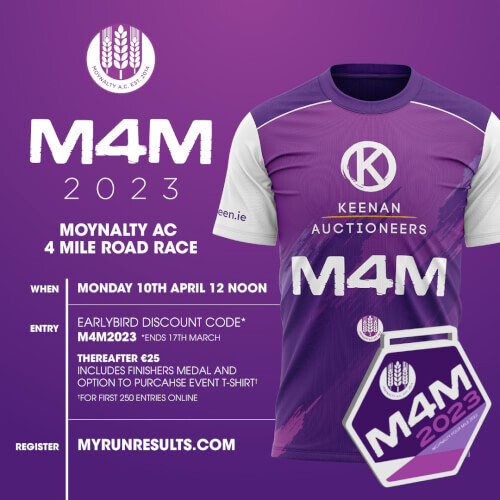 MOYNALTY A.C. EST. 2014
M4M
2023
MOYNALTY AC
4 MILE ROAD RACE
WHEN
MONDAY 10TH APRIL 12 NOON
ENTRY
EARLYBIRD DISCOUNT CODE*
M4M2023 *ENDS 17TH MARCH
THEREAFTER €25
INCLUDES FINISHERS MEDAL AND
OPTION TO PURCAHSE EVENT T-SHIRT†
†FOR FIRST 250 ENTRIES ONLINE
REGISTER
MYRUNRESULTS.COM
een.ie
K
KEENAN
AUCTIONEERS
M4M
M4M
2023